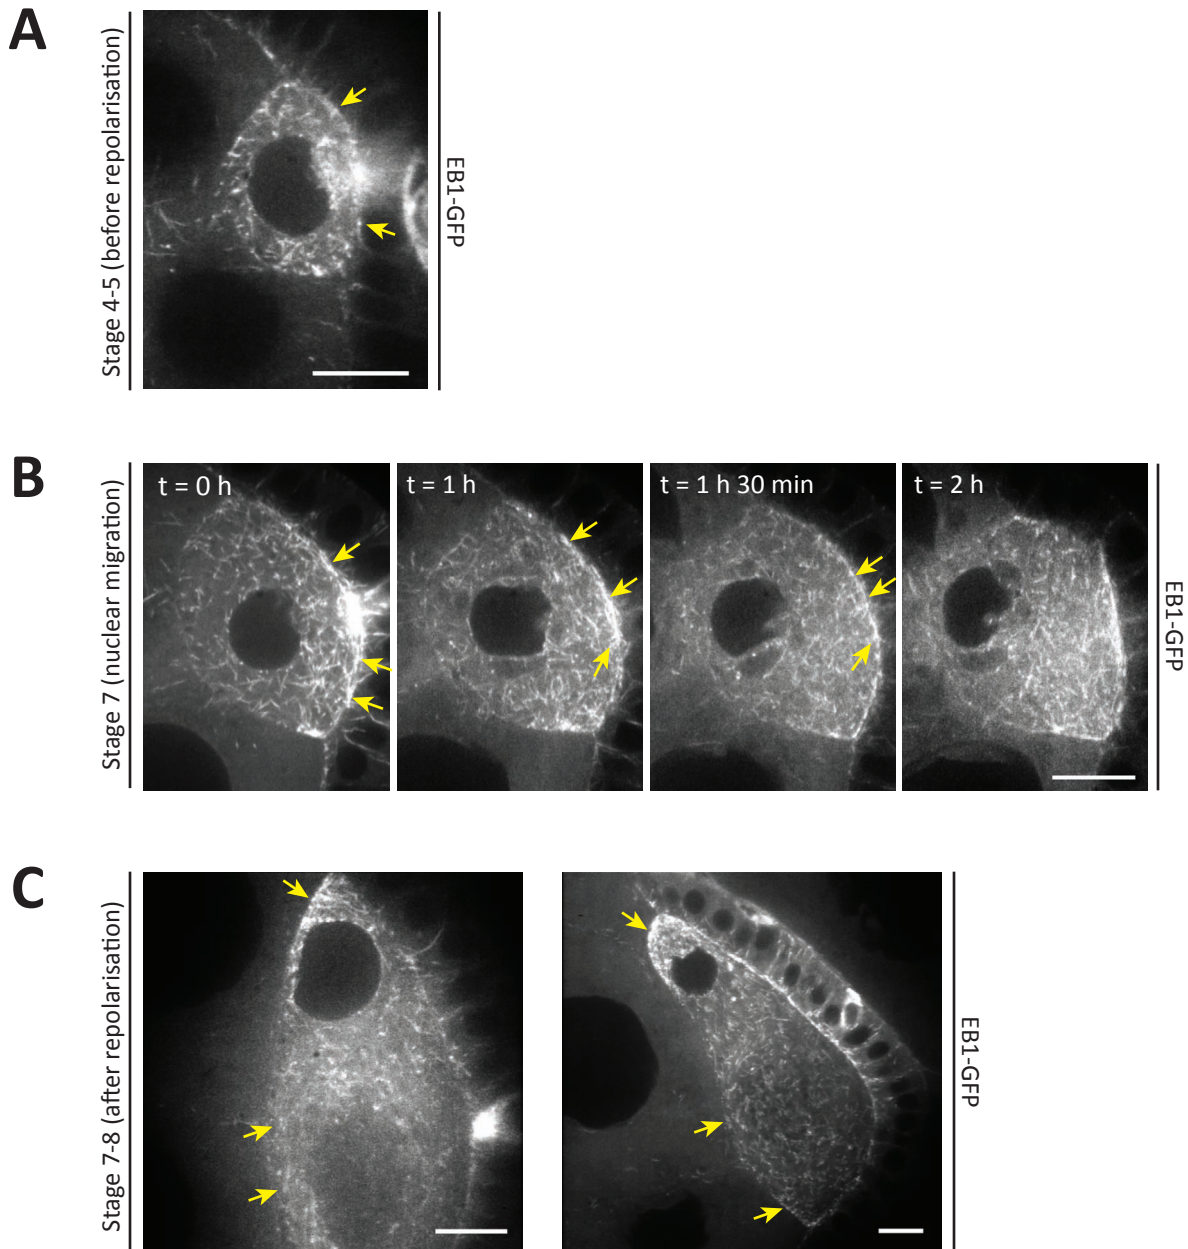 A
Stage 4-5 (before repolarisation)
EB1-GFP
B
Stage 7 (nuclear migration)
t = 0 h
t = 1 h
t = 1 h 30 min
t = 2 h
EB1-GFP
C
Stage 7-8 (after repolarisation)
EB1-GFP